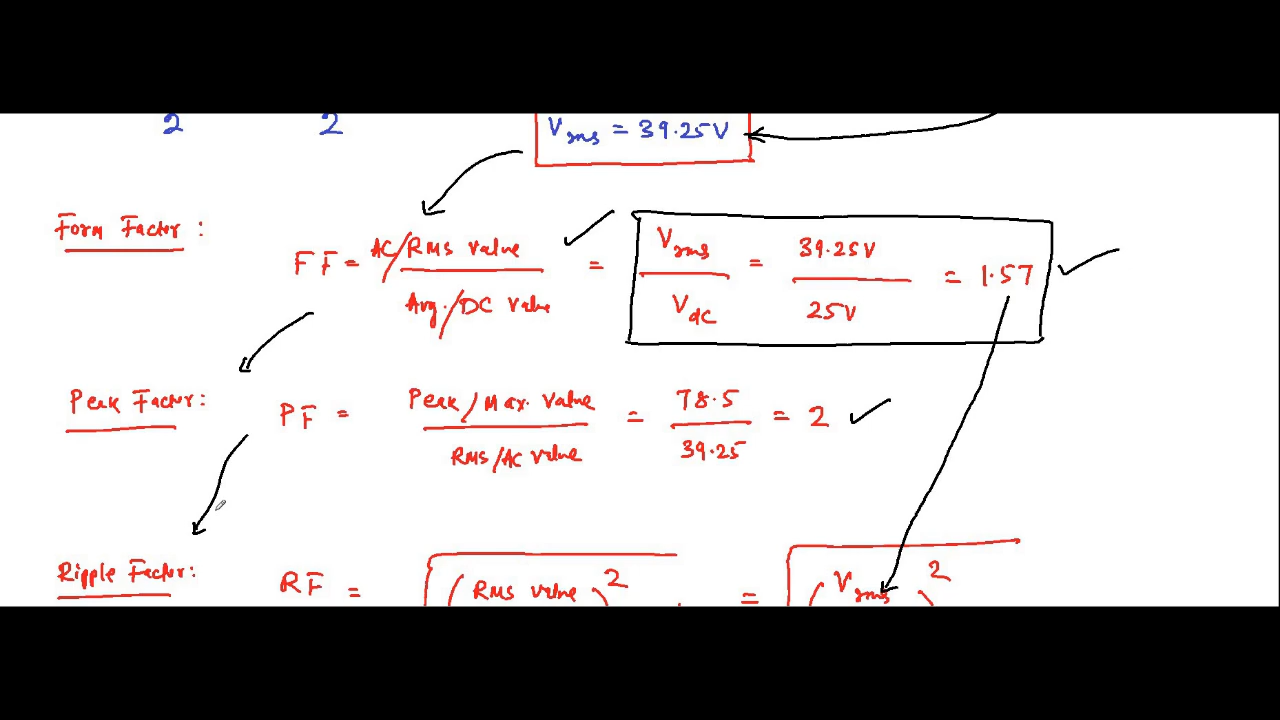 2 2 Vrms = 39.25V
Form Factor :
FF = AC/RMS value / Avg./DC value = Vrms / Vdc = 39.25V / 25V = 1.57
Peak Factor: PF = Peak/Max. value / RMS/AC value = 78.5 / 39.25 = 2
Ripple Factor: RF = √ (RMS value)2 = √ (Vrms)2